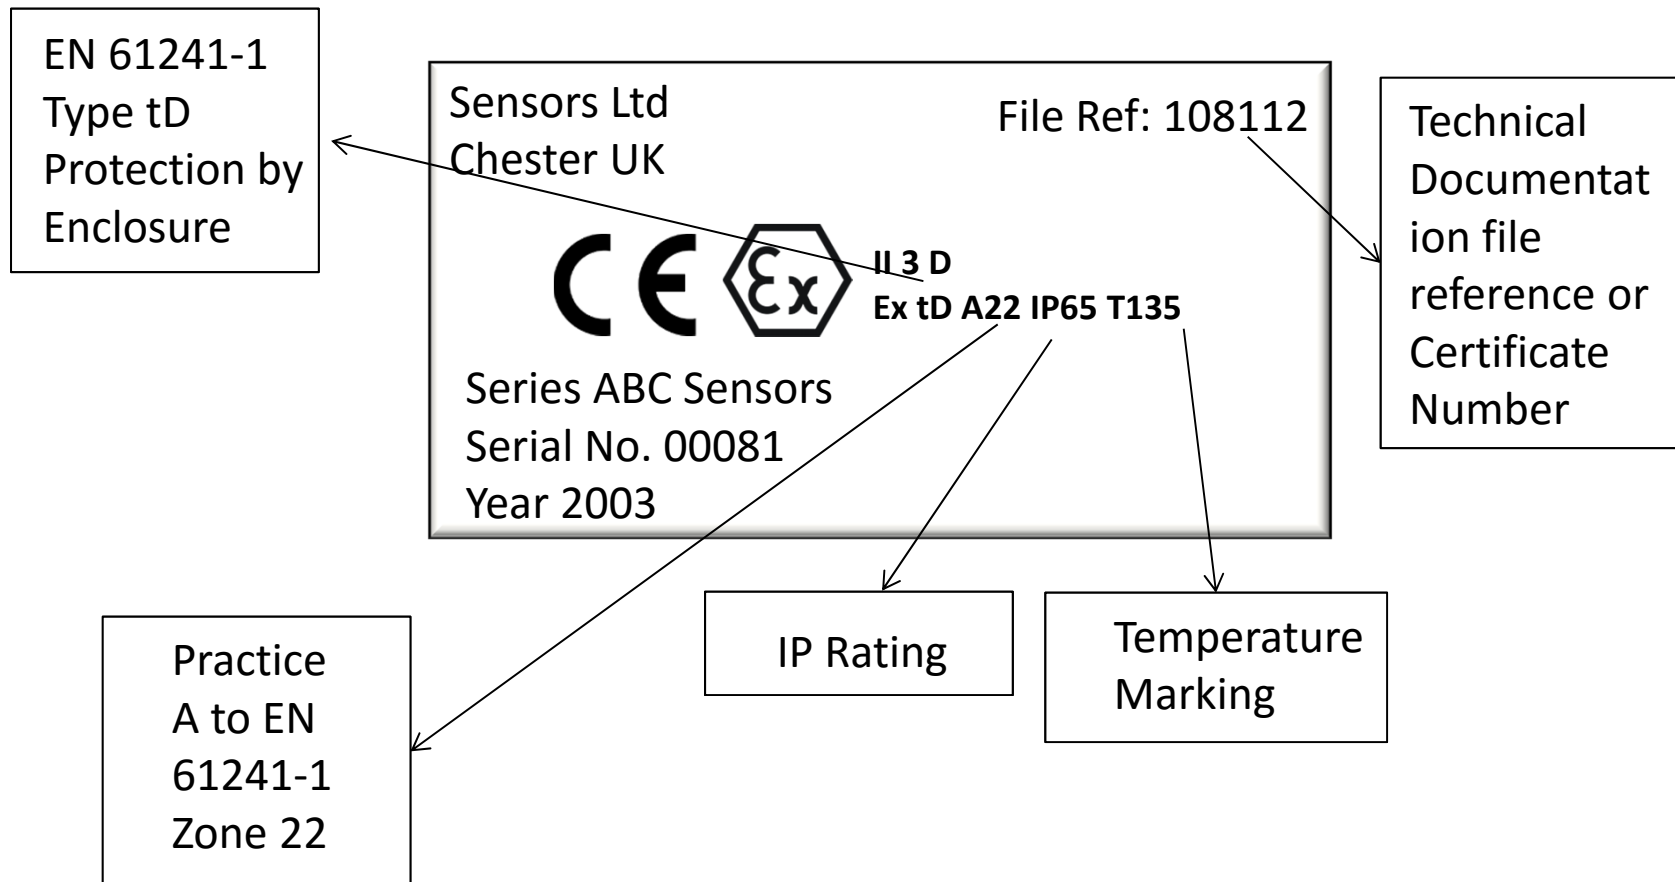 EN 61241-1
Type tD
Protection by
Enclosure
Sensors Ltd
Chester UK
File Ref: 108112
Technical
Documentat
ion file
reference or
Certificate
Number
CE Ex
II 3 D
Ex tD A22 IP65 T135
Series ABC Sensors
Serial No. 00081
Year 2003
Practice
A to EN
61241-1
Zone 22
IP Rating
Temperature
Marking